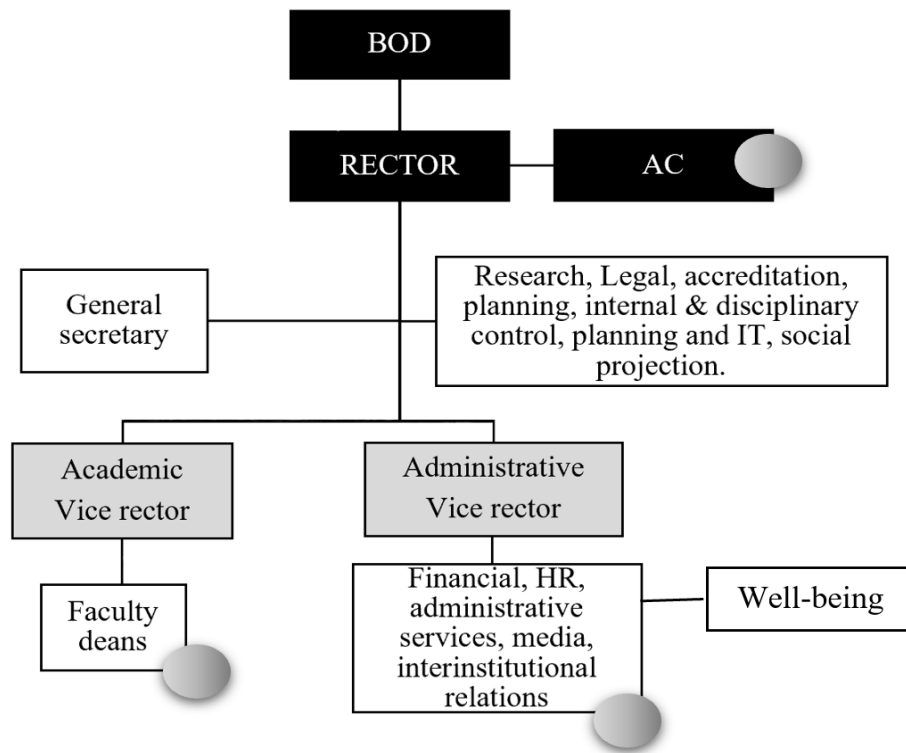 BOD
RECTOR
AC
General
secretary
Research, Legal, accreditation,
planning, internal & disciplinary
control, planning and IT, social
projection.
Academic
Vice rector
Administrative
Vice rector
Faculty
deans
Financial, HR,
administrative
services, media,
interinstitutional
relations
Well-being